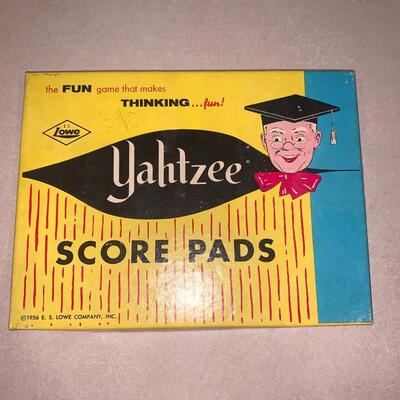 the FUN game that makes
THINKING...fun!
E.S.
Lowe
Yahtzee
SCORE PADS
©1956 E. S. LOWE COMPANY, INC.